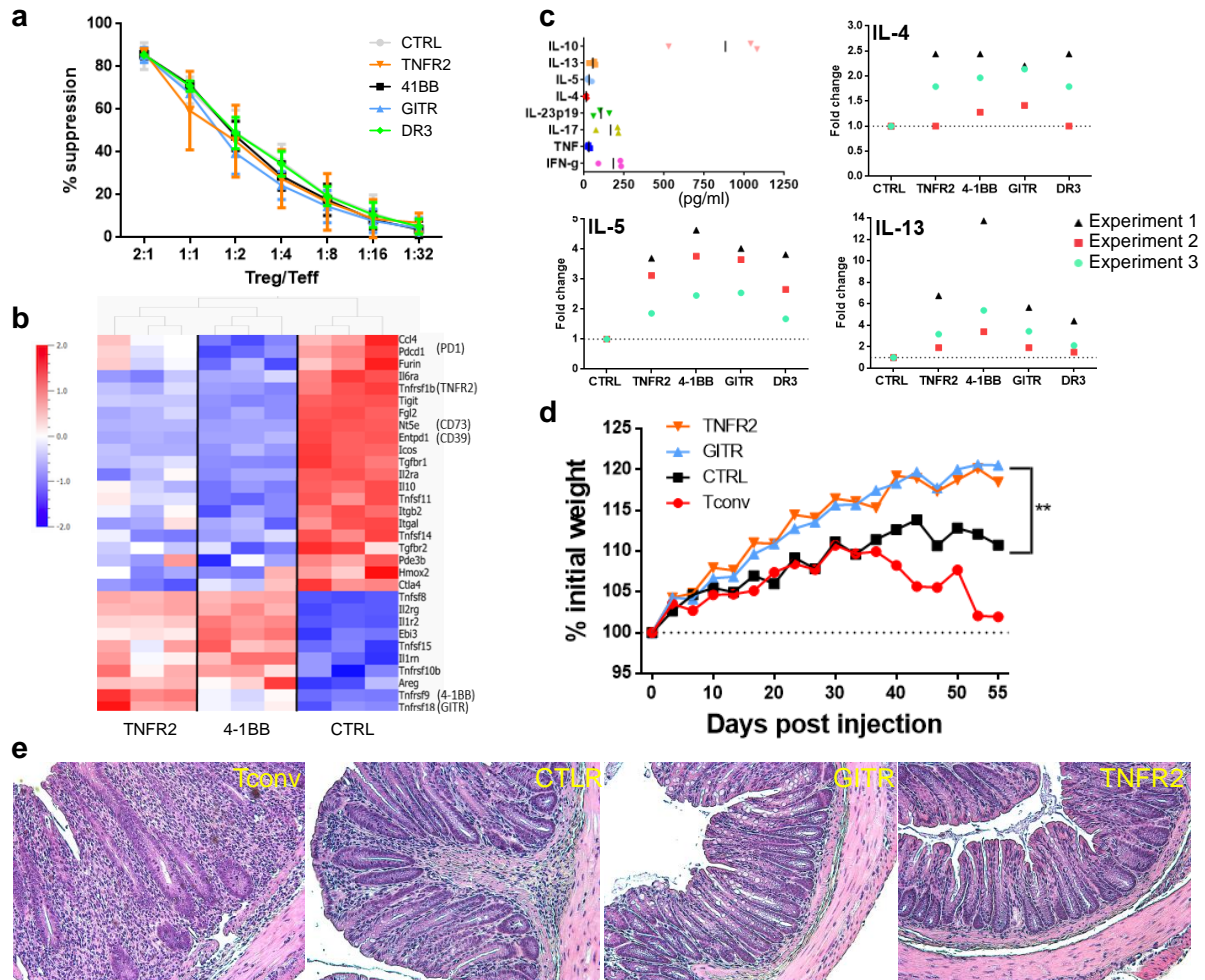 a
100
80
60
40
20
0
% suppression
2:1 1:1 1:2 1:4 1:8 1:16 1:32
Treg/Teff
CTRL
TNFR2
41BB
GITR
DR3
b
2.0
1.0
0.0
-1.0
-2.0
Ccl4
Pdcd1 (PD1)
Furin
Il6ra
Tnfrsf1b (TNFR2)
Tigit
Fgl2
Nt5e (CD73)
Entpd1 (CD39)
Icos
Tgfbr1
Il2ra
Il10
Tnfsf11
Itgb2
Itgal
Tnfsf14
Tgfbr2
Pde3b
Hmox2
Ctla4
Tnfsf8
Il2rg
Il1r2
Ebi3
Tnfsf15
Il1rn
Tnfrsf10b
Areg
Tnfrsf9 (4-1BB)
Tnfrsf18 (GITR)
TNFR2 4-1BB CTRL
c
IL-10
IL-13
IL-5
IL-4
IL-23p19
IL-17
TNF
IFN-g
0 250 500 750 1000 1250
(pg/ml)
IL-4
3.0
2.5
2.0
1.5
1.0
0.5
0.0
Fold change
CTRL TNFR2 4-1BB GITR DR3
IL-5
5
4
3
2
1
0
Fold change
CTRL TNFR2 4-1BB GITR DR3
IL-13
14
12
10
8
6
4
2
0
Fold change
CTRL TNFR2 4-1BB GITR DR3
Experiment 1
Experiment 2
Experiment 3
d
125
120
115
110
105
100
95
% initial weight
TNFR2
GITR
CTRL
Tconv
**
0 10 20 30 40 50 55
Days post injection
e
Tconv
CTLR
GITR
TNFR2